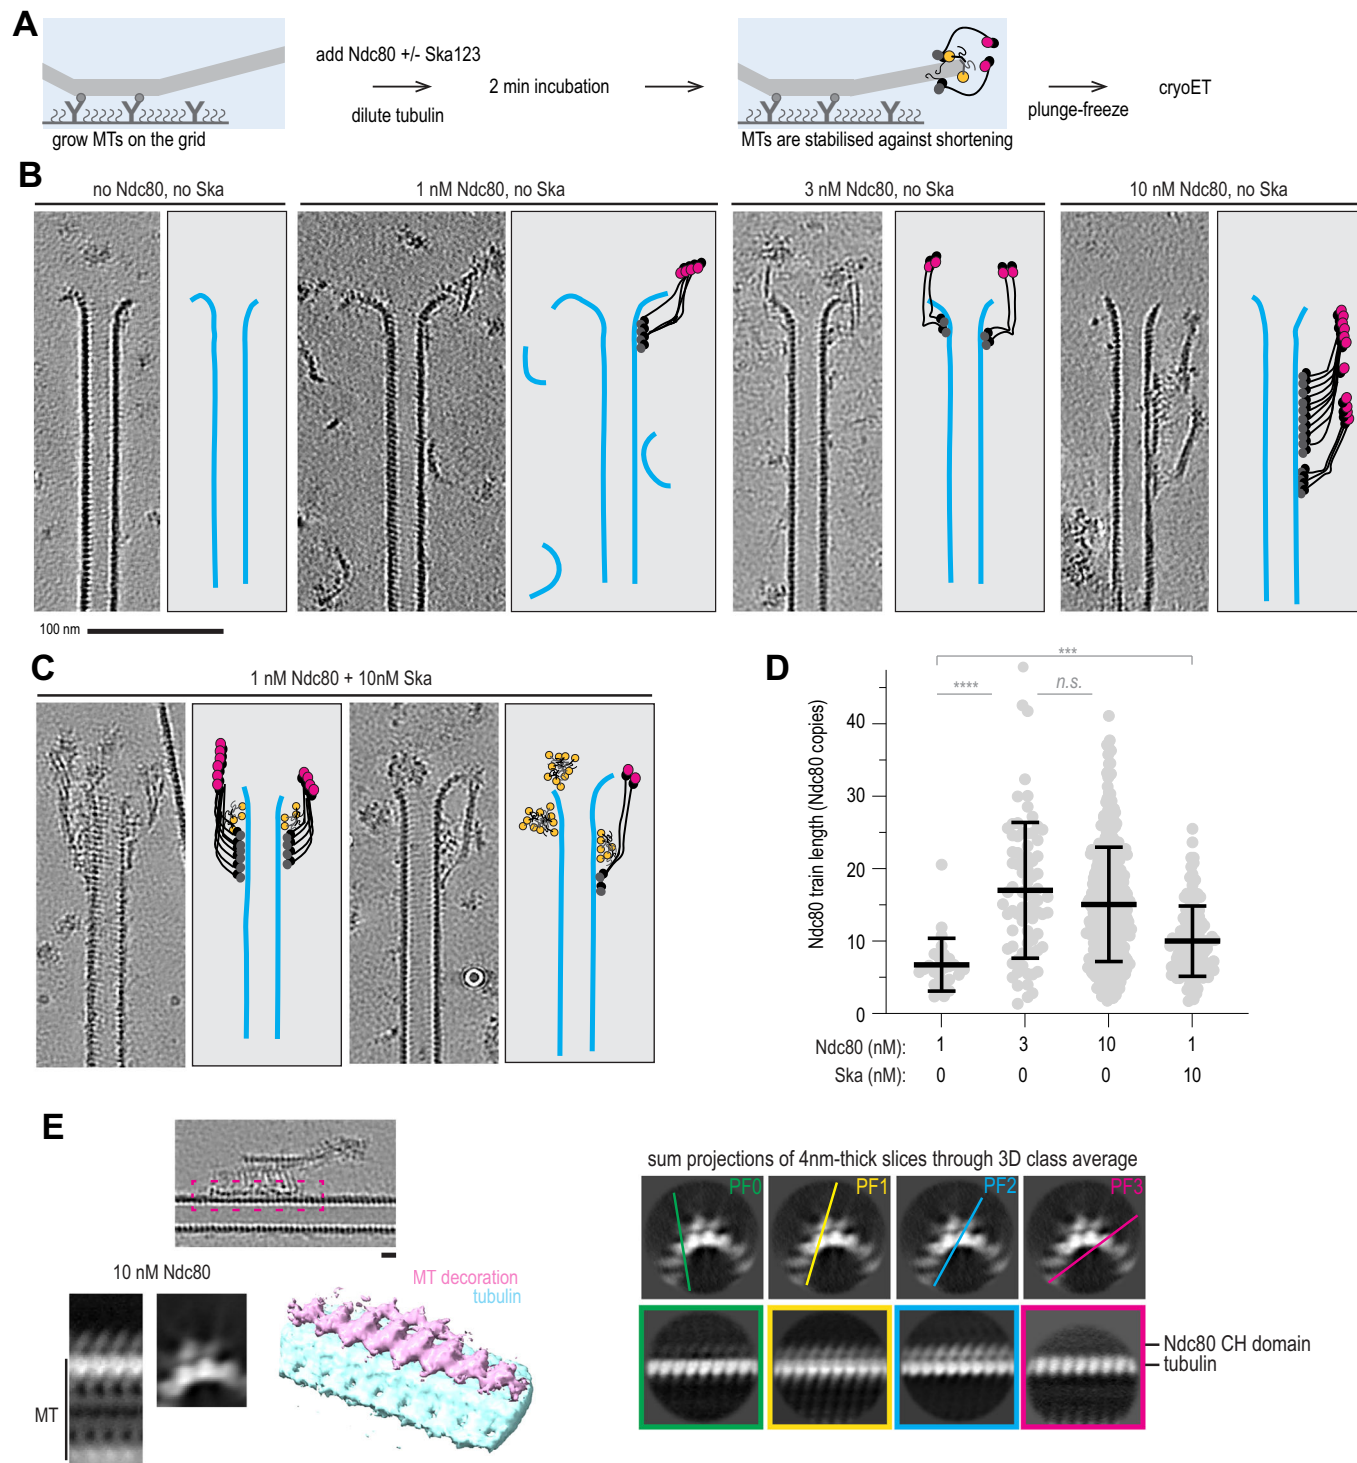 A
add Ndc80 +/- Ska123
dilute tubulin
2 min incubation
plunge-freeze
cryoET
grow MTs on the grid
MTs are stabilised against shortening
B
no Ndc80, no Ska
1 nM Ndc80, no Ska
3 nM Ndc80, no Ska
10 nM Ndc80, no Ska
100 nm
C
1 nM Ndc80 + 10nM Ska
D
***
****
n.s.
Ndc80 train length (Ndc80 copies)
40
30
20
10
0
Ndc80 (nM): 1 3 10 1
Ska (nM): 0 0 0 10
E
10 nM Ndc80
MT
MT decoration
tubulin
sum projections of 4nm-thick slices through 3D class average
PF0
PF1
PF2
PF3
Ndc80 CH domain
tubulin